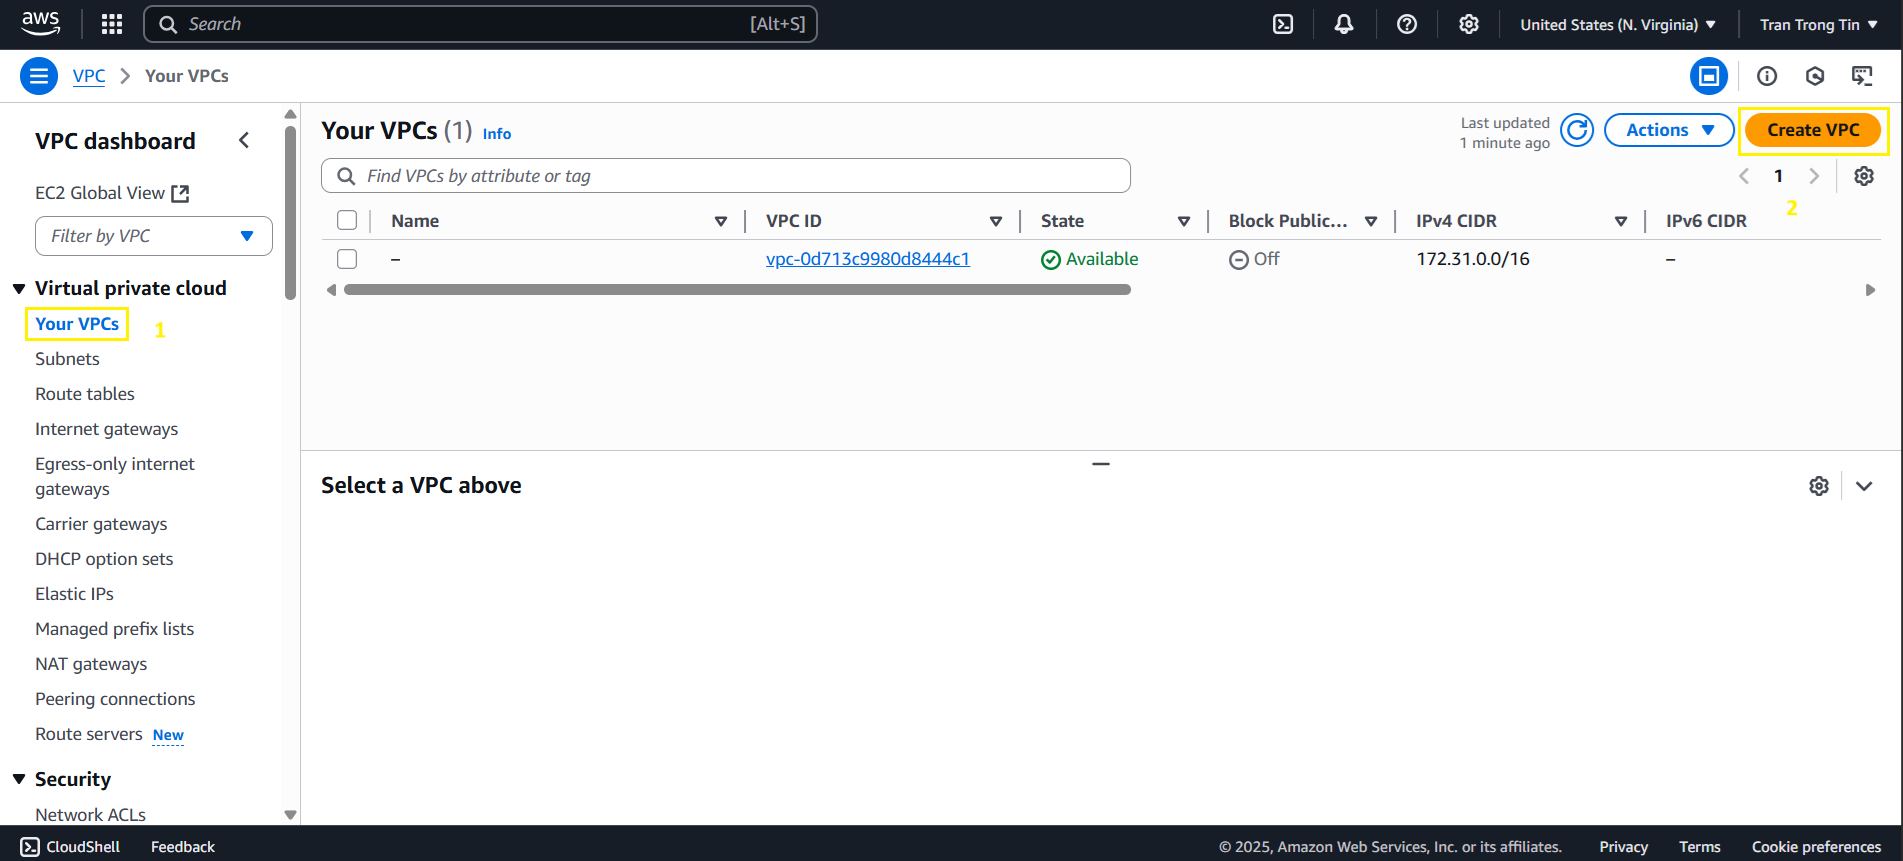 aws
Search [Alt+S]
United States (N. Virginia)
Tran Trong Tin
VPC
Your VPCs
VPC dashboard
EC2 Global View
Filter by VPC
Virtual private cloud
Your VPCs 1
Subnets
Route tables
Internet gateways
Egress-only internet
gateways
Carrier gateways
DHCP option sets
Elastic IPs
Managed prefix lists
NAT gateways
Peering connections
Route servers New
Security
Network ACLs
Your VPCs (1) Info
Last updated
1 minute ago
Actions
Create VPC
Find VPCs by attribute or tag
1
2
Name VPC ID State Block Public... IPv4 CIDR IPv6 CIDR
– vpc-0d713c9980d8444c1 Available Off 172.31.0.0/16 –
Select a VPC above
CloudShell Feedback © 2025, Amazon Web Services, Inc. or its affiliates. Privacy Terms Cookie preferences